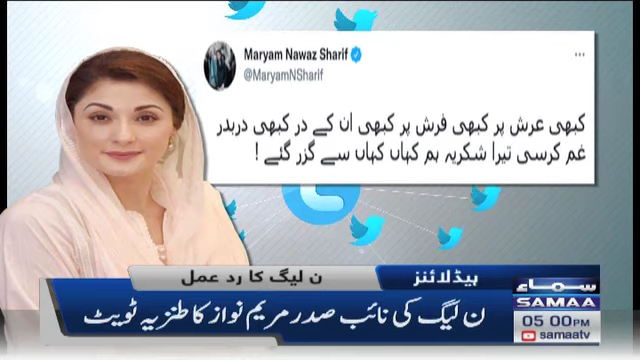 Maryam Nawaz Sharif
@MaryamNSharif
کبھی عرش پر کبھی فرش پر کبھی ان کے در کبھی دربدر
غم کرسی تیرا شکریہ ہم کہاں کہاں سے گزر گئے !
ہیڈلائنز
ن لیگ کا رد عمل
ن لیگ کی نائب صدر مریم نواز کا طنزیہ ٹویٹ
سماء
SAMAA
05:00PM
samaatv